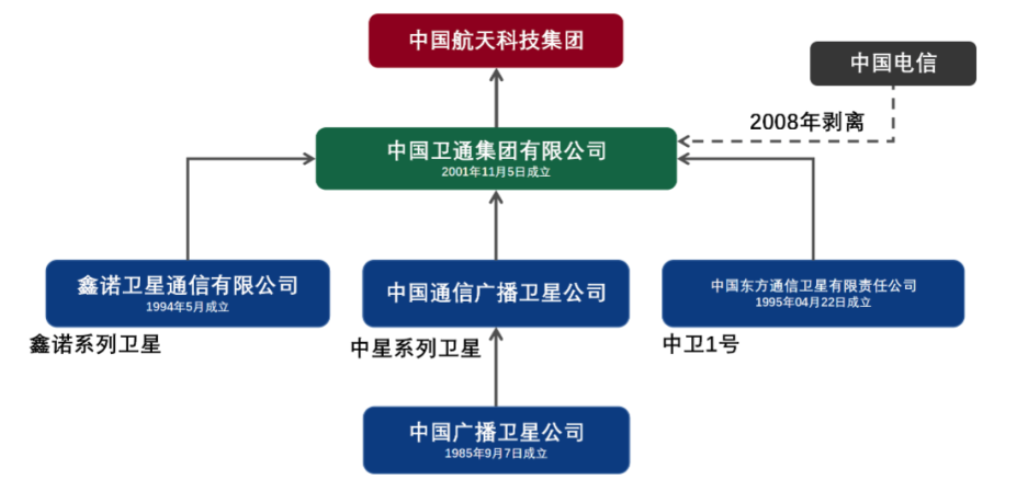 中国航天科技集团
中国电信
2008年剥离
中国卫通集团有限公司
2001年11月5日成立
鑫诺卫星通信有限公司
1994年5月成立
中国通信广播卫星公司
中国东方通信卫星有限责任公司
1995年04月22日成立
鑫诺系列卫星
中星系列卫星
中卫1号
中国广播卫星公司
1985年9月7日成立